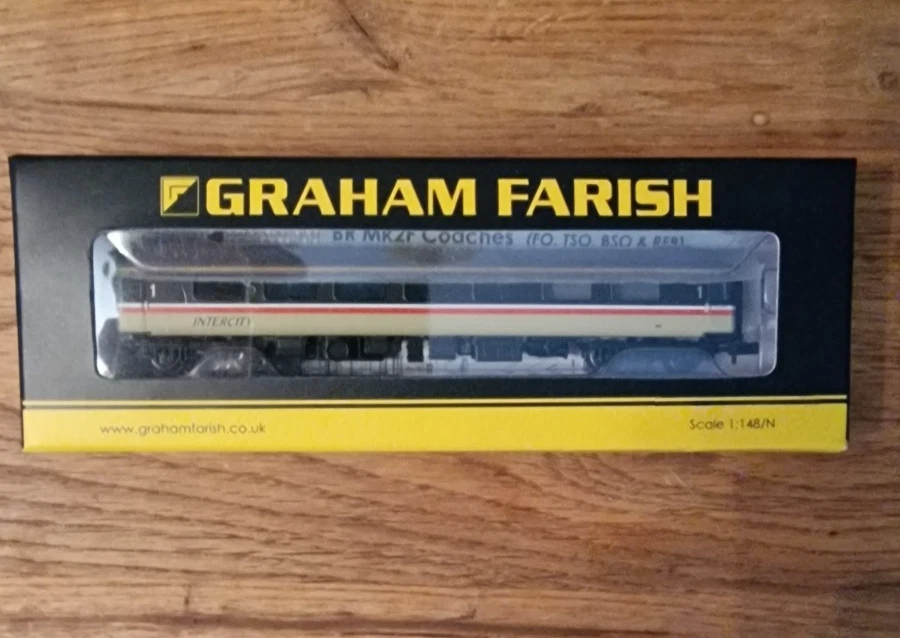 GRAHAM FARISH
BR MK2F Coaches (FO, TSO, BSO & RFB)
1 1
INTERCITY
www.grahamfarish.co.uk Scale 1:148/N